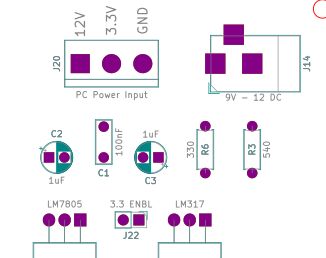 12V
3.3V
GND
J20
J14
PC Power Input
9V - 12 DC
C2
1uF
100nF
C1
1uF
C3
330
R6
R3
540
LM7805
3.3 ENBL
LM317
J22